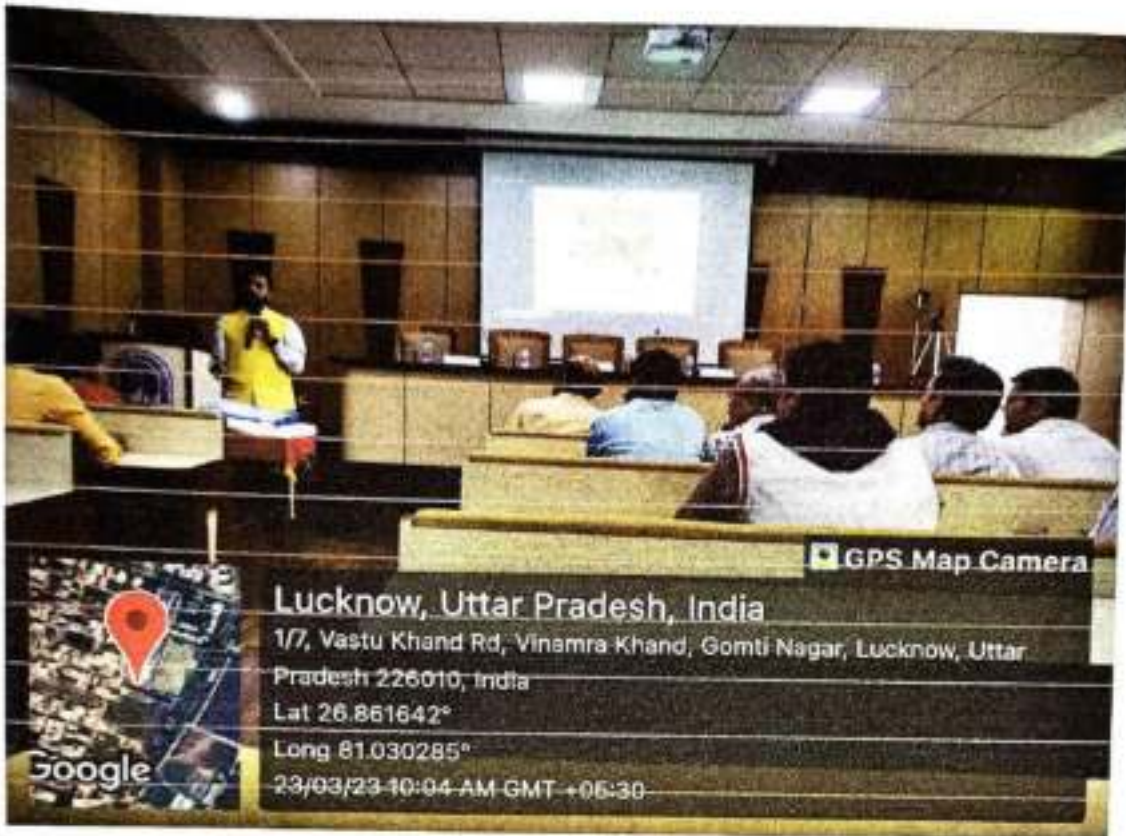 GPS Map Camera
Lucknow, Uttar Pradesh, India
1/7, Vastu Khand Rd, Vinamra Khand, Gomti Nagar, Lucknow, Uttar
Pradesh 226010, India
Lat 26.861642°
Long 81.030285°
23/03/23 10:04 AM GMT +05:30
Google